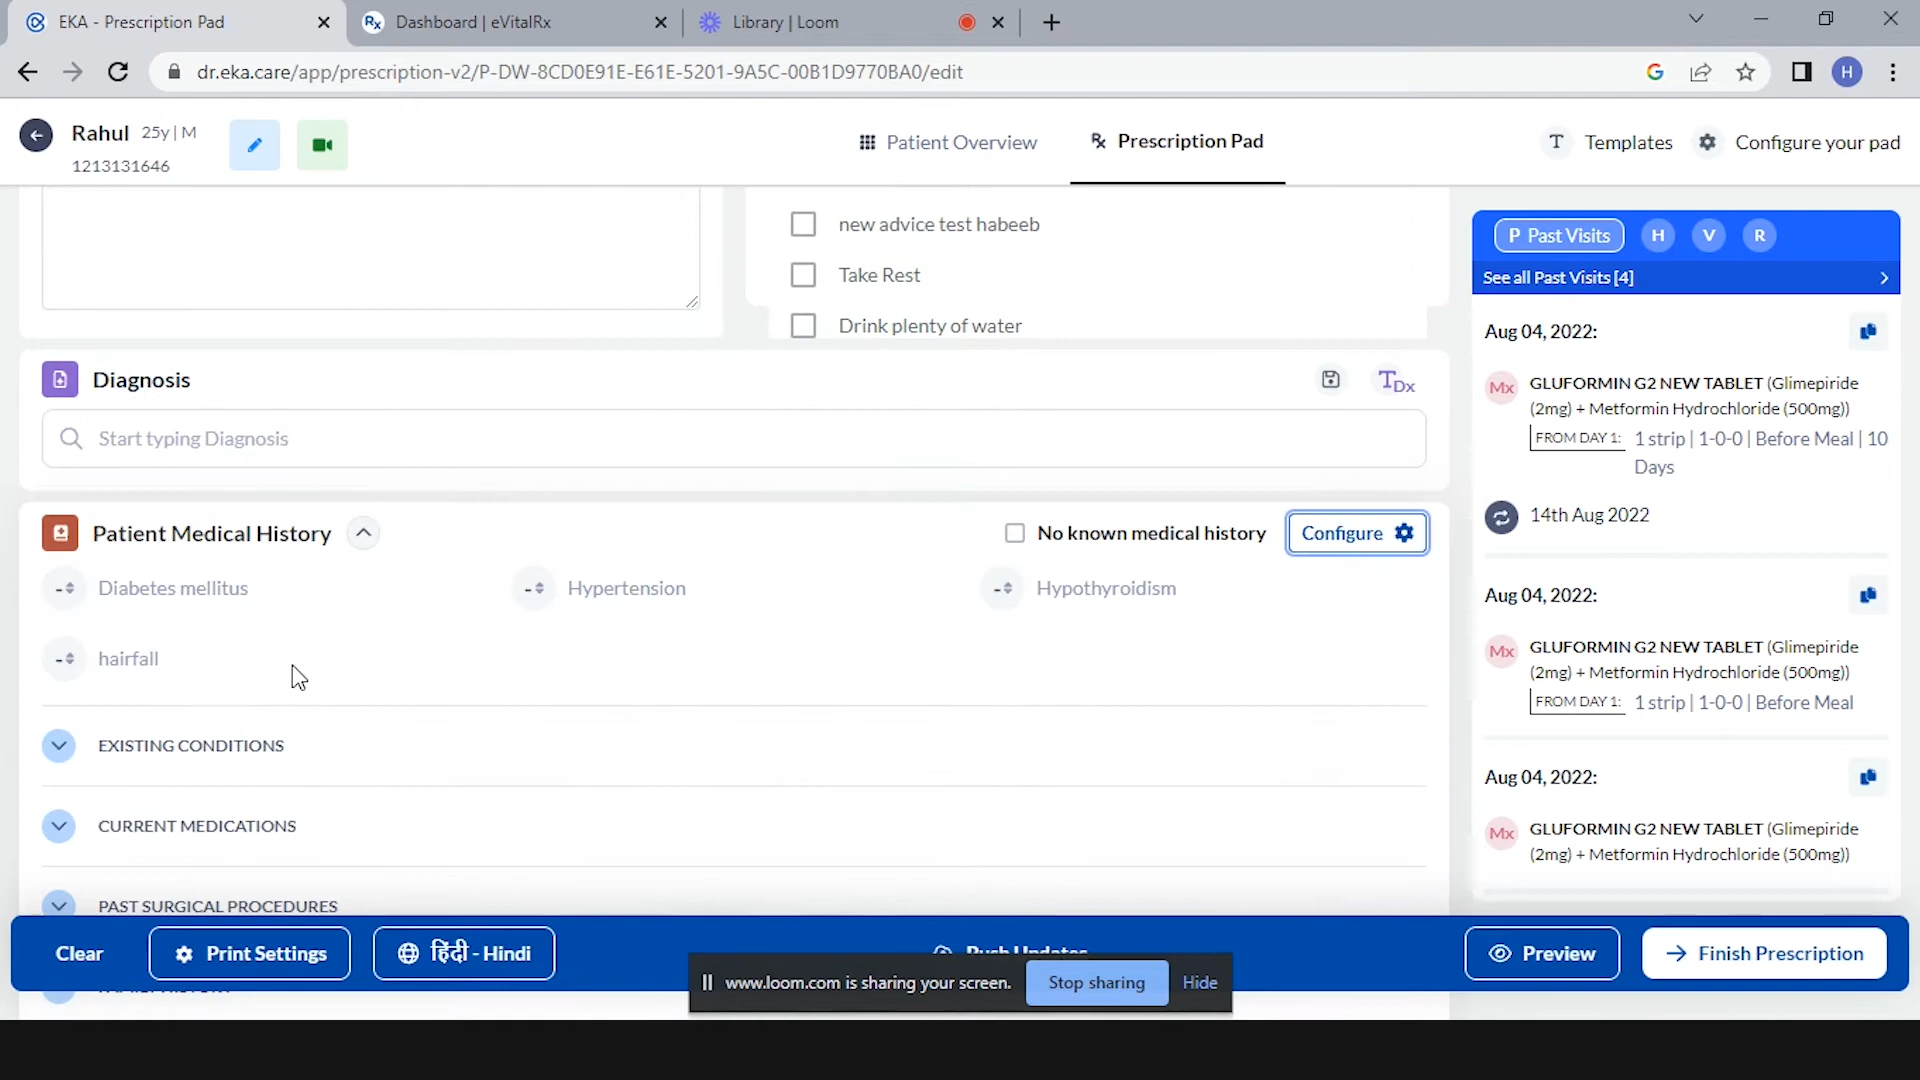 EKA - Prescription Pad
Dashboard | eVitalRx
Library | Loom
dr.eka.care/app/prescription-v2/P-DW-8CD0E91E-E61E-5201-9A5C-00B1D9770BA0/edit
H
Rahul 25y | M
1213131646
Patient Overview
Prescription Pad
T Templates
Configure your pad
new advice test habeeb
Take Rest
Drink plenty of water
Diagnosis
TDx
Start typing Diagnosis
Patient Medical History
No known medical history
Configure
- Diabetes mellitus
- Hypertension
- Hypothyroidism
- hairfall
EXISTING CONDITIONS
CURRENT MEDICATIONS
PAST SURGICAL PROCEDURES
P Past Visits
H
V
R
See all Past Visits [4]
Aug 04, 2022:
Mx GLUFORMIN G2 NEW TABLET (Glimepiride
(2mg) + Metformin Hydrochloride (500mg))
FROM DAY 1: 1 strip | 1-0-0 | Before Meal | 10
Days
14th Aug 2022
Aug 04, 2022:
Mx GLUFORMIN G2 NEW TABLET (Glimepiride
(2mg) + Metformin Hydrochloride (500mg))
FROM DAY 1: 1 strip | 1-0-0 | Before Meal
Aug 04, 2022:
Mx GLUFORMIN G2 NEW TABLET (Glimepiride
(2mg) + Metformin Hydrochloride (500mg))
Clear
Print Settings
हिंदी - Hindi
Push Updates
Preview
Finish Prescription
www.loom.com is sharing your screen.
Stop sharing
Hide